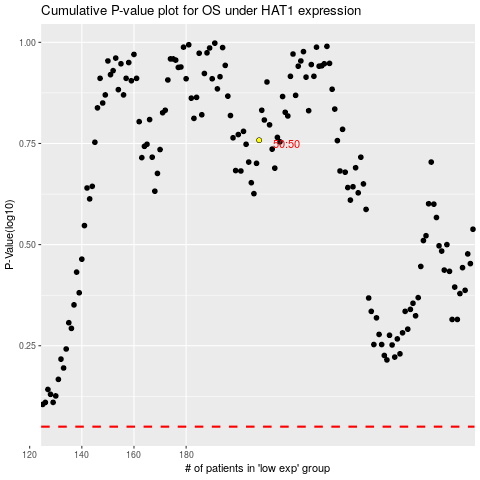 Cumulative P-value plot for OS under HAT1 expression
P-Value(log10)
1.00
0.75
0.50
0.25
50:50
120 140 160 180
# of patients in 'low exp' group